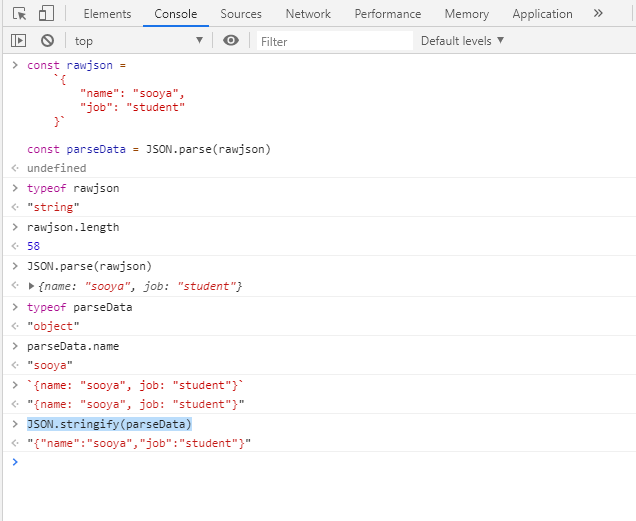 Elements Console Sources Network Performance Memory Application »
top ▼ Filter Default levels ▼
> const rawjson =
`{
"name": "sooya",
"job": "student"
}`
const parseData = JSON.parse(rawjson)
undefined
> typeof rawjson
"string"
> rawjson.length
58
> JSON.parse(rawjson)
▶ {name: "sooya", job: "student"}
> typeof parseData
"object"
> parseData.name
"sooya"
> `{name: "sooya", job: "student"}`
"{name: "sooya", job: "student"}"
> JSON.stringify(parseData)
"{"name":"sooya","job":"student"}"
>